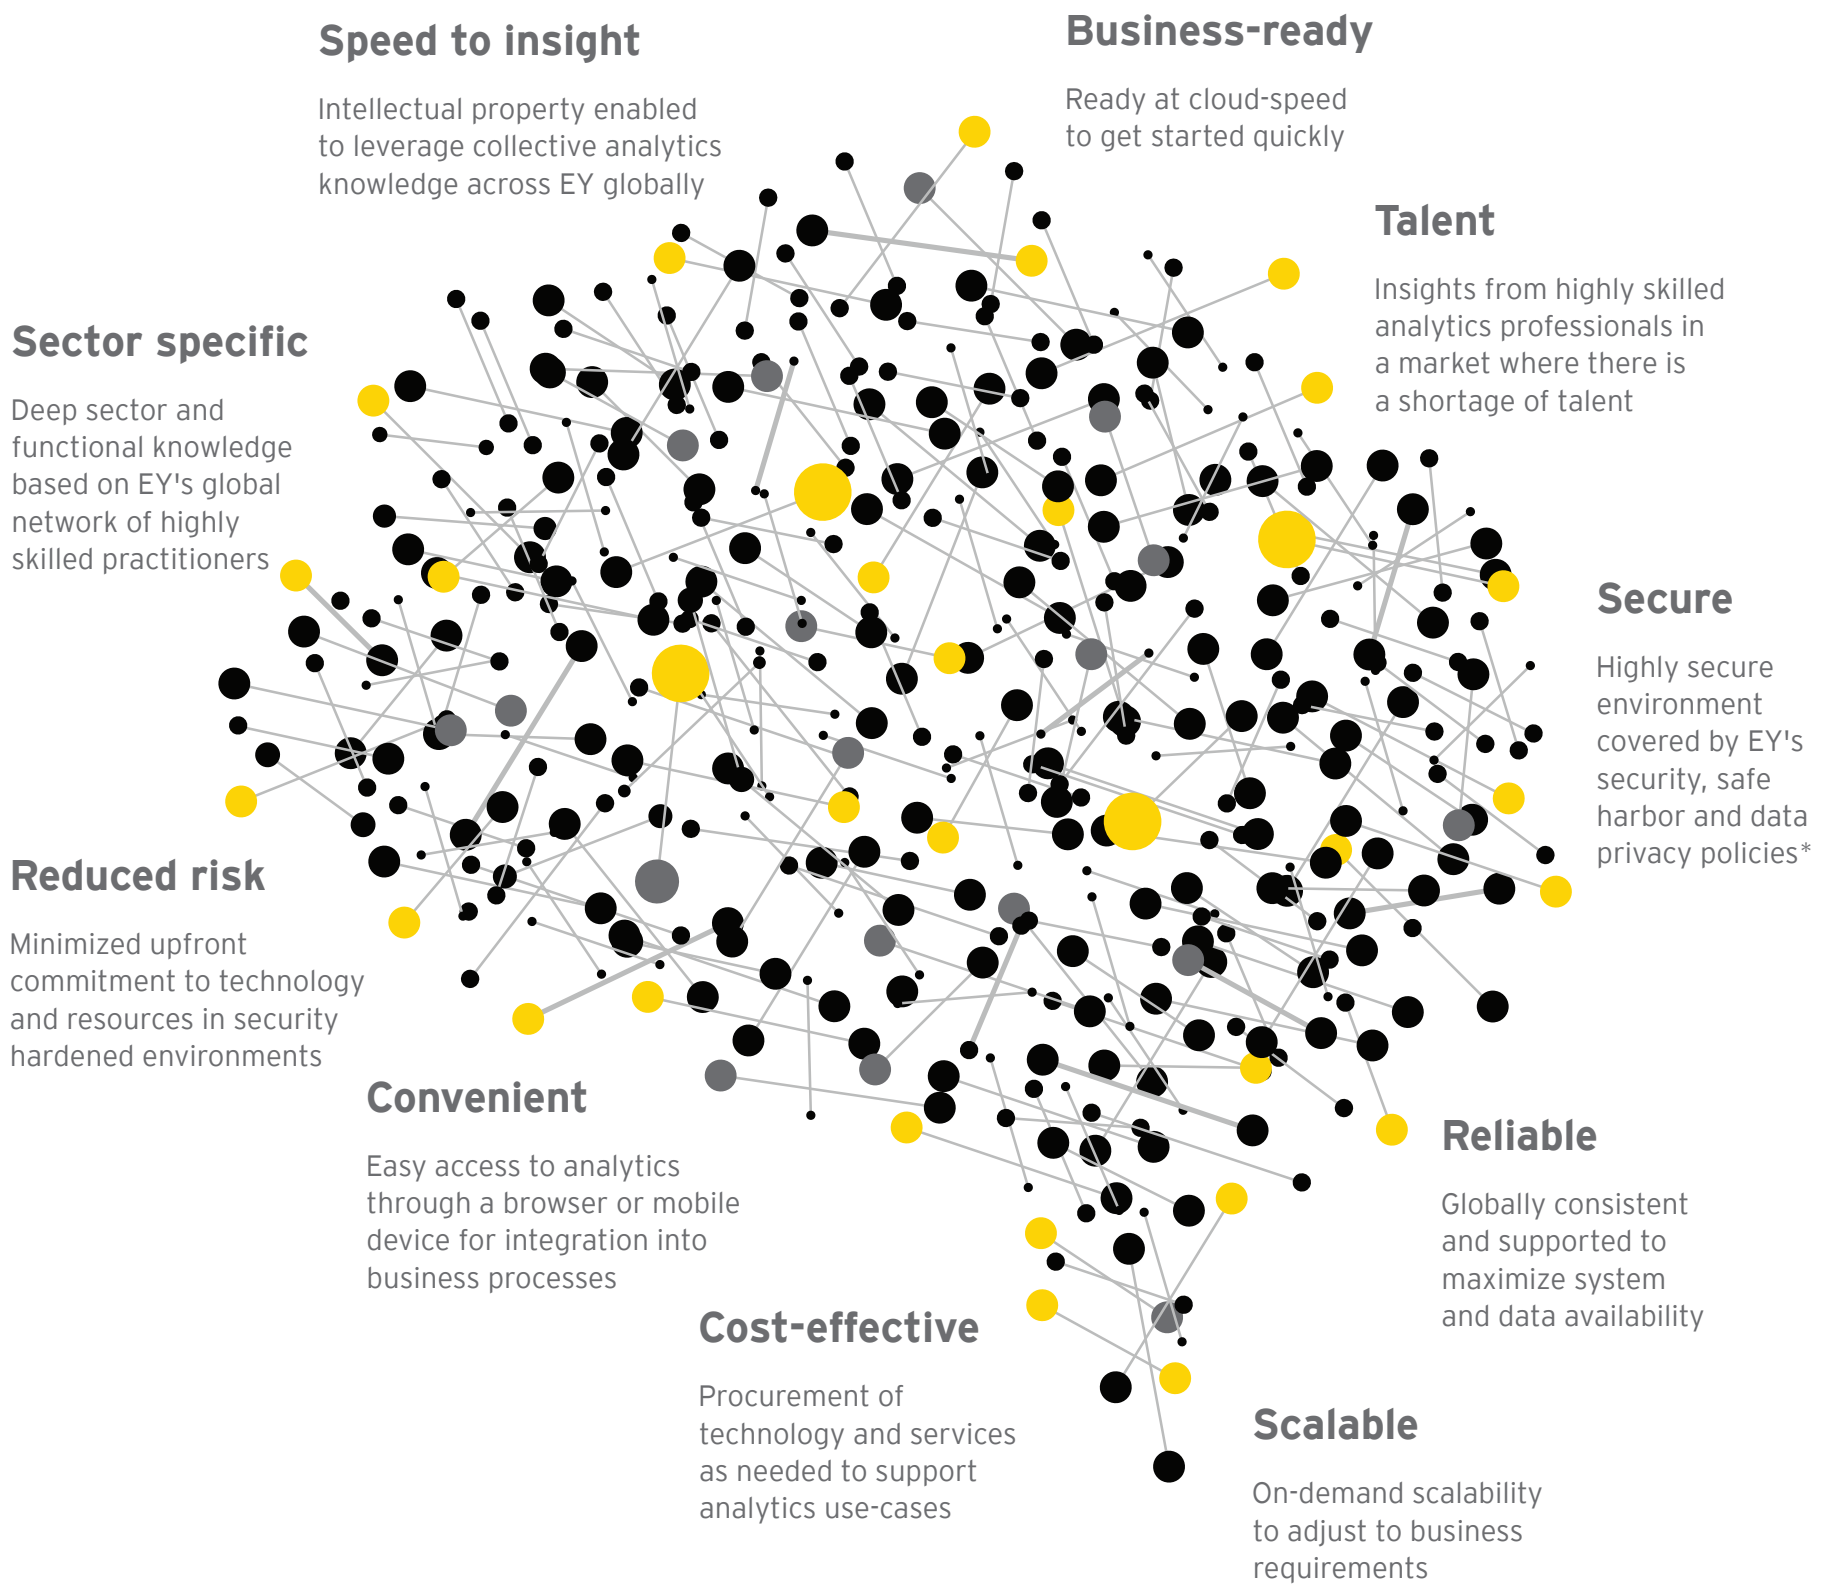 Speed to insight
Intellectual property enabled
to leverage collective analytics
knowledge across EY globally
Business-ready
Ready at cloud-speed
to get started quickly
Talent
Insights from highly skilled
analytics professionals in
a market where there is
a shortage of talent
Sector specific
Deep sector and
functional knowledge
based on EY's global
network of highly
skilled practitioners
Secure
Highly secure
environment
covered by EY's
security, safe
harbor and data
privacy policies*
Reduced risk
Minimized upfront
commitment to technology
and resources in security
hardened environments
Convenient
Easy access to analytics
through a browser or mobile
device for integration into
business processes
Reliable
Globally consistent
and supported to
maximize system
and data availability
Cost-effective
Procurement of
technology and services
as needed to support
analytics use-cases
Scalable
On-demand scalability
to adjust to business
requirements